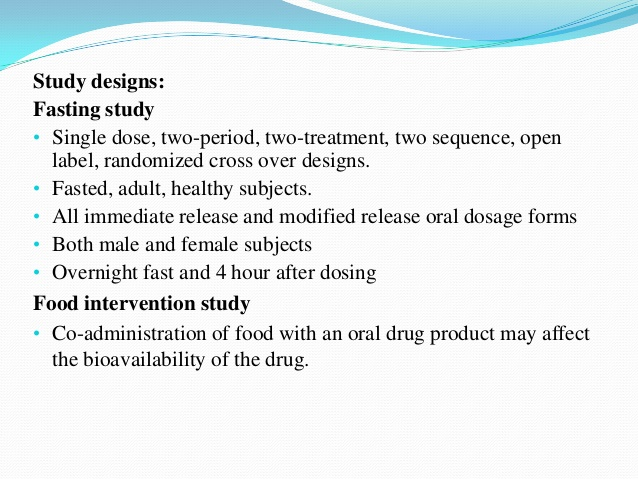 Study designs:
Fasting study
• Single dose, two-period, two-treatment, two sequence, open
label, randomized cross over designs.
• Fasted, adult, healthy subjects.
• All immediate release and modified release oral dosage forms
• Both male and female subjects
• Overnight fast and 4 hour after dosing
Food intervention study
• Co-administration of food with an oral drug product may affect
the bioavailability of the drug.